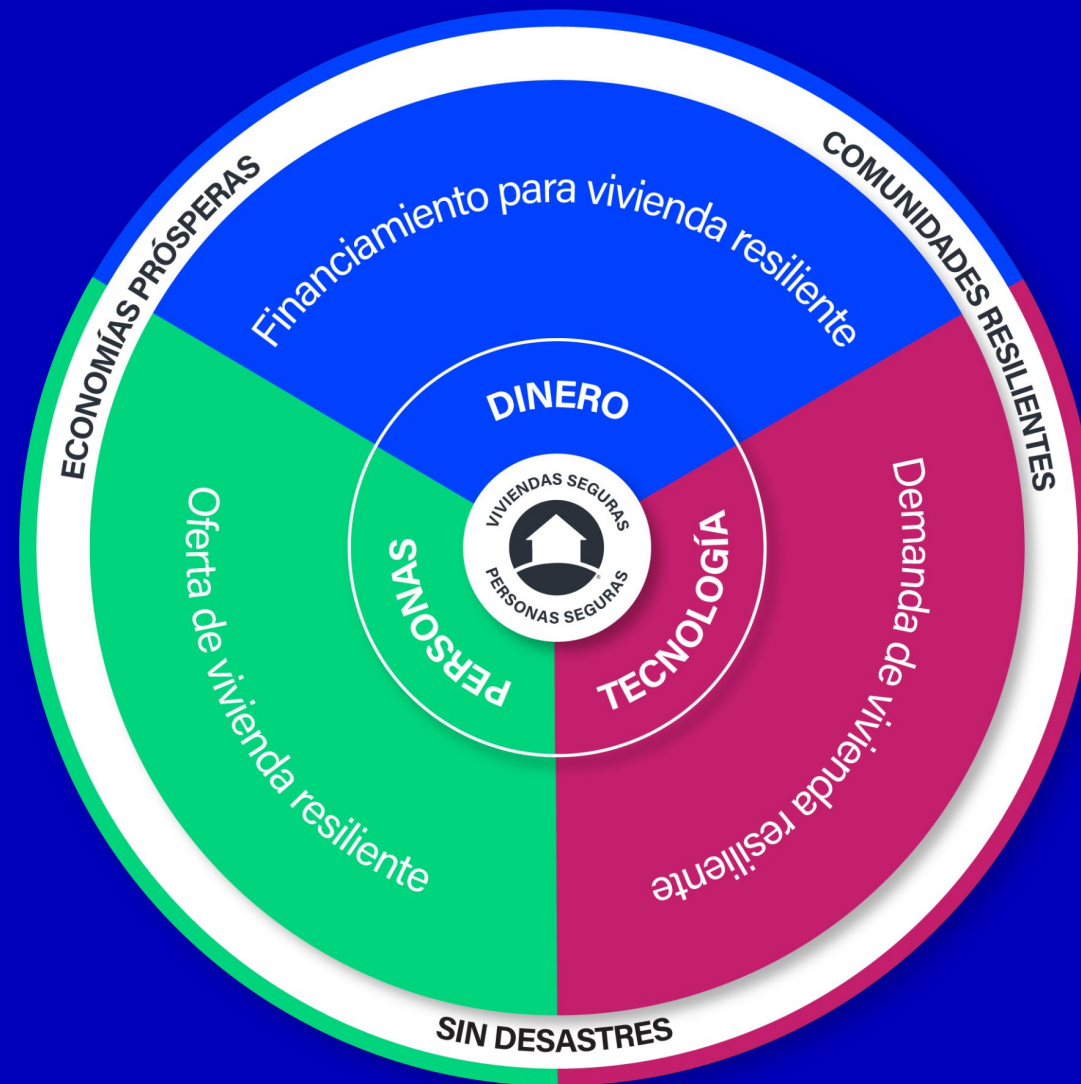 ECONOMÍAS PRÓSPERAS
COMUNIDADES RESILIENTES
Financiamiento para vivienda resiliente
DINERO
VIVIENDAS SEGURAS
PERSONAS SEGURAS
PERSONAS
TECNOLOGÍA
Oferta de vivienda resiliente
Demanda de vivienda resiliente
SIN DESASTRES